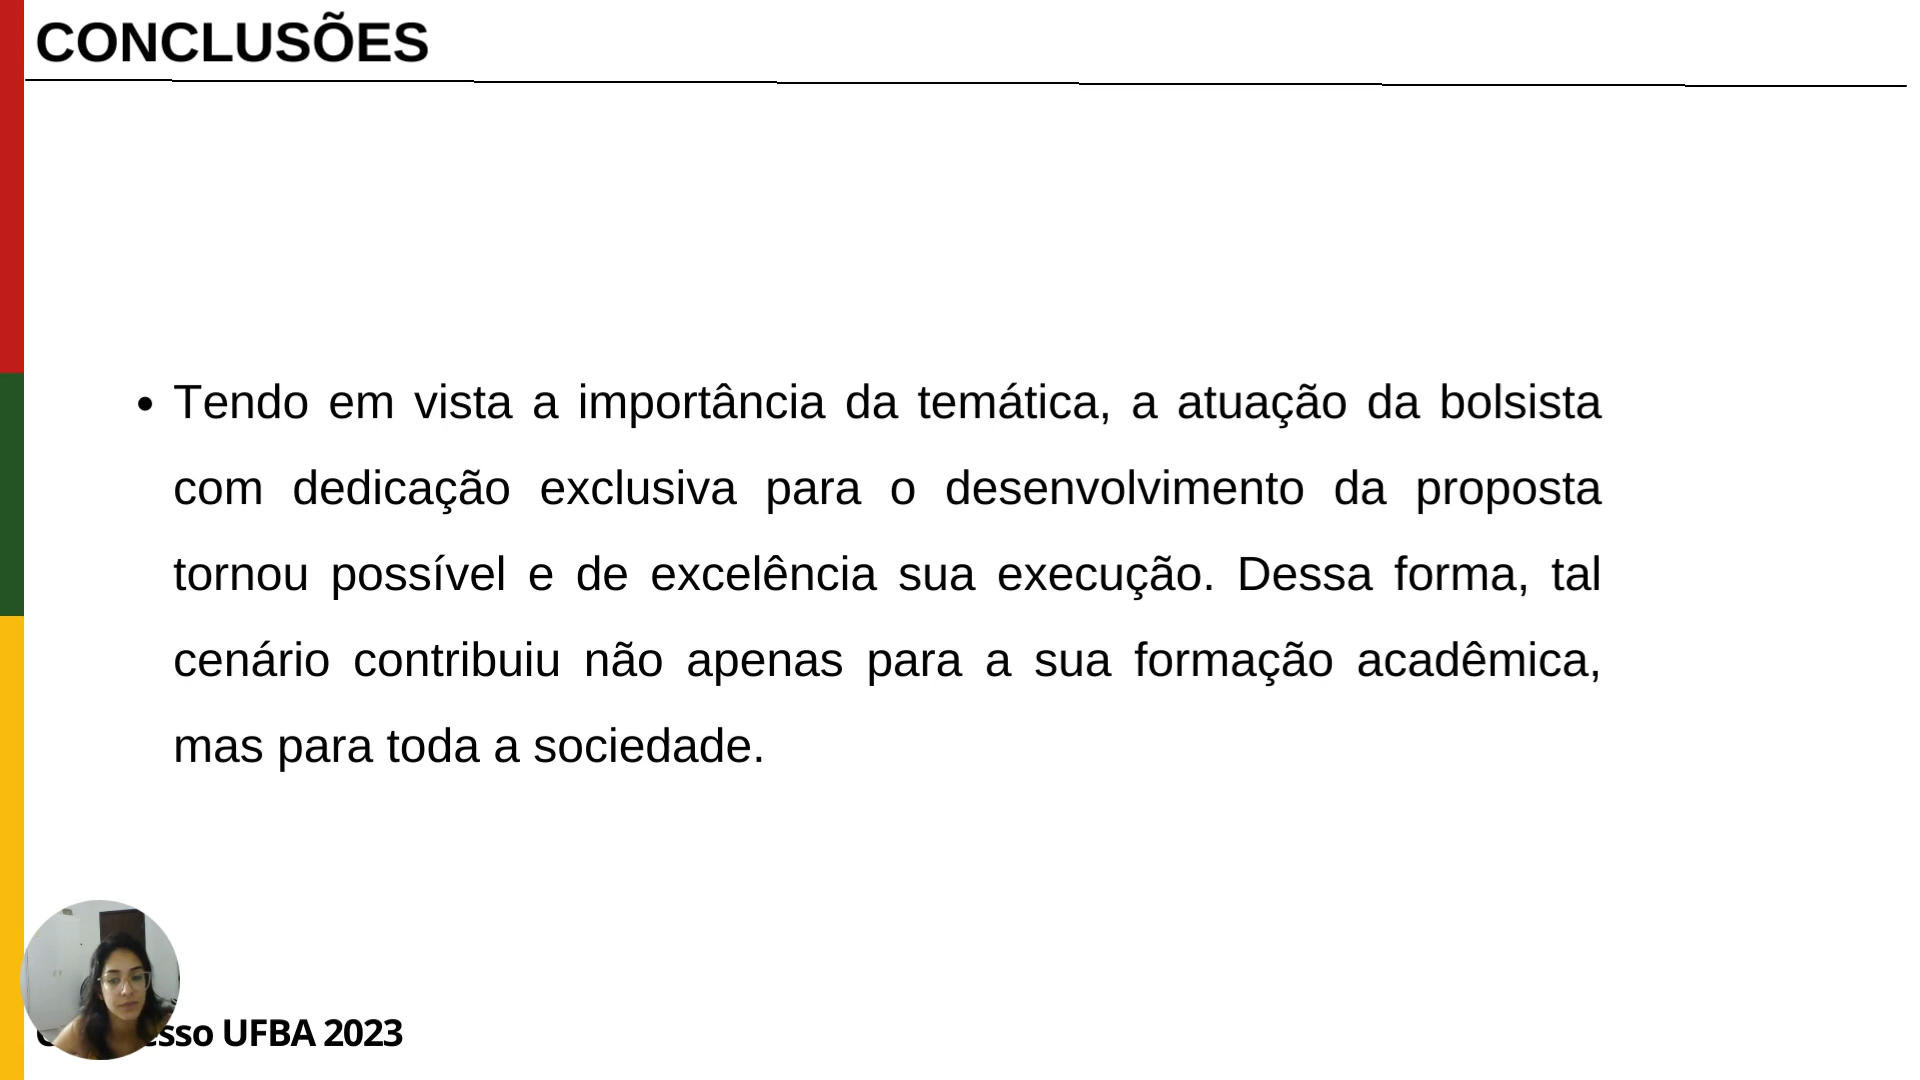 CONCLUSÕES
• Tendo em vista a importância da temática, a atuação da bolsista
com dedicação exclusiva para o desenvolvimento da proposta
tornou possível e de excelência sua execução. Dessa forma, tal
cenário contribuiu não apenas para a sua formação acadêmica,
mas para toda a sociedade.
UFBA 2023